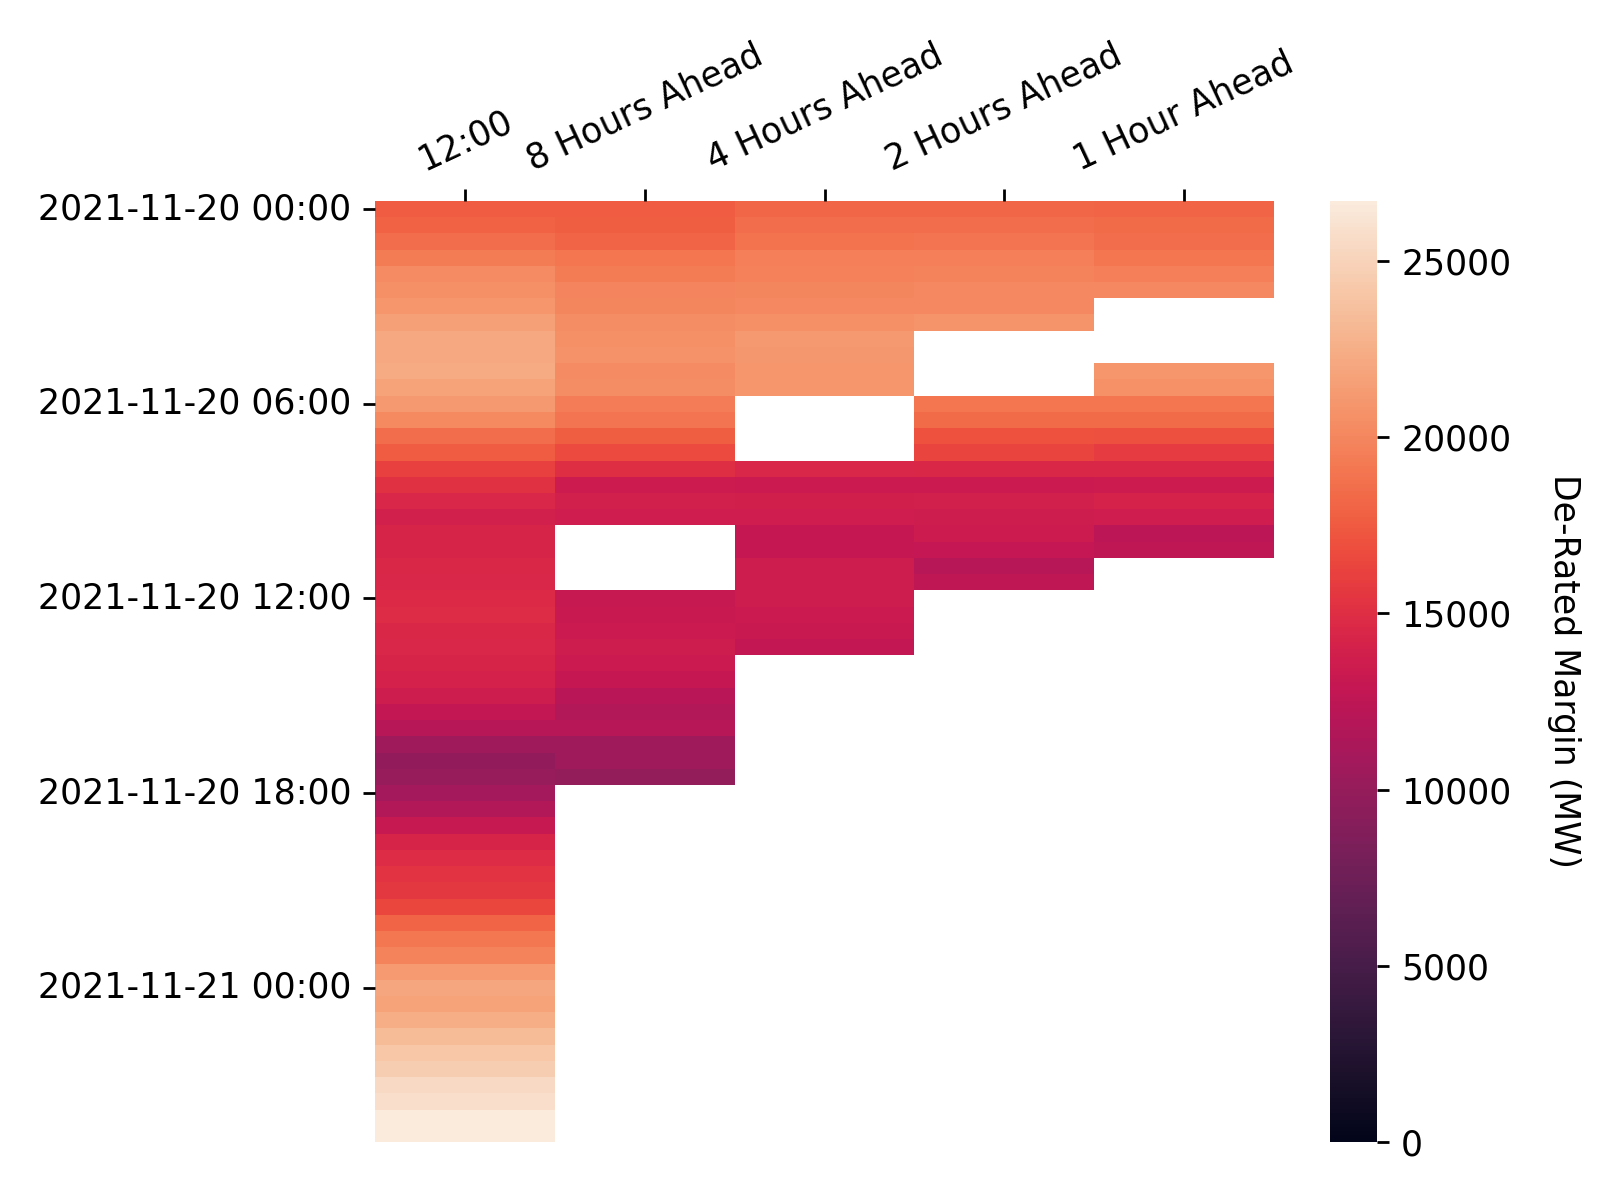 12:00
8 Hours Ahead
4 Hours Ahead
2 Hours Ahead
1 Hour Ahead
2021-11-20 00:00
2021-11-20 06:00
2021-11-20 12:00
2021-11-20 18:00
2021-11-21 00:00
25000
20000
15000
10000
5000
0
De-Rated Margin (MW)